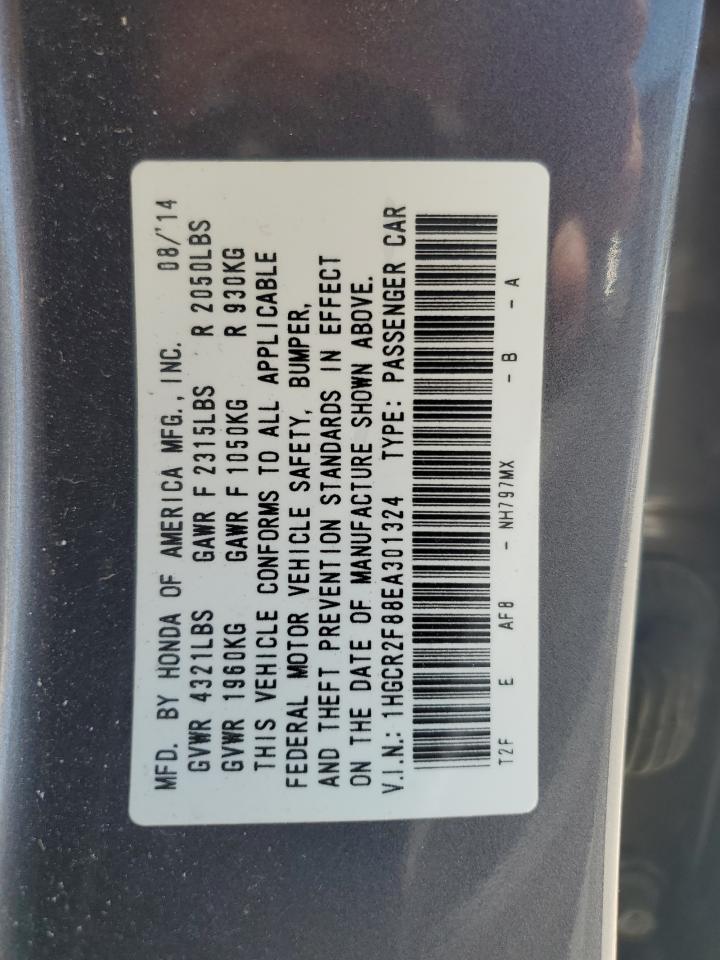 MFD. BY HONDA OF AMERICA MFG., INC. 08/'14
GVWR 4321LBS GAWR F 2315LBS R 2050LBS
GVWR 1960KG GAWR F 1050KG R 930KG
THIS VEHICLE CONFORMS TO ALL APPLICABLE
FEDERAL MOTOR VEHICLE SAFETY, BUMPER,
AND THEFT PREVENTION STANDARDS IN EFFECT
ON THE DATE OF MANUFACTURE SHOWN ABOVE.
V.I.N.: 1HGCR2F88EA301324 TYPE: PASSENGER CAR
T2F E AF8 - NH797MX - B - A